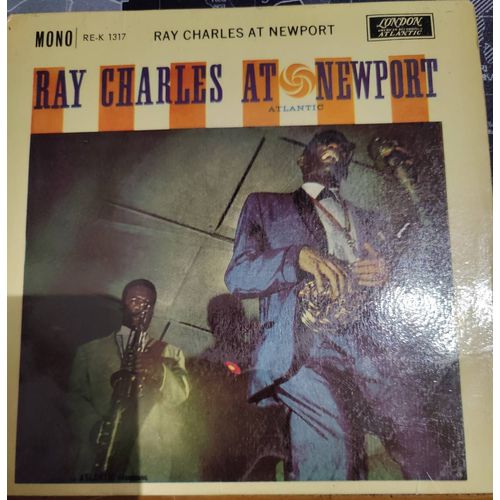 MONO RE-K 1317 RAY CHARLES AT NEWPORT
LONDON
ATLANTIC
RAY CHARLES AT NEWPORT
ATLANTIC